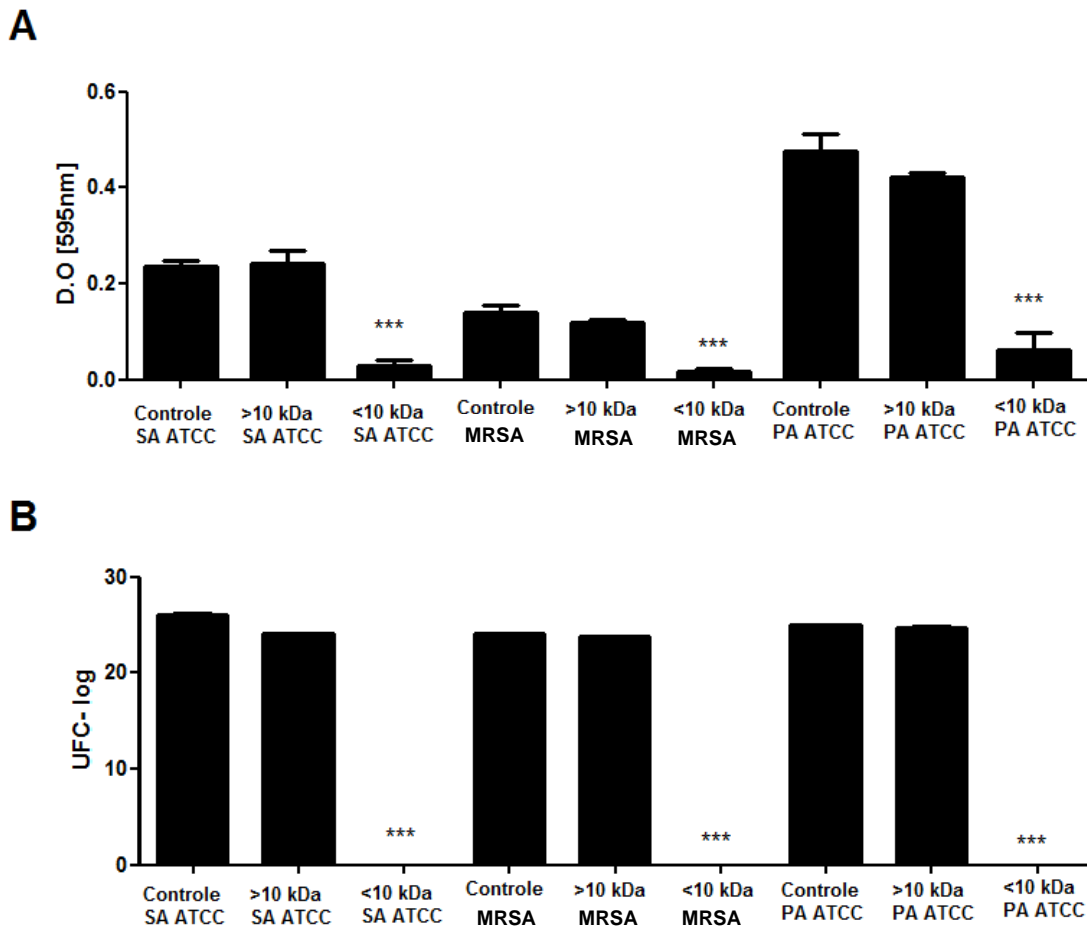 A
D.O [595nm]
0.6
0.4
0.2
0.0
***
***
***
Controle
SA ATCC
>10 kDa
SA ATCC
<10 kDa
SA ATCC
Controle
MRSA
>10 kDa
MRSA
<10 kDa
MRSA
Controle
PA ATCC
>10 kDa
PA ATCC
<10 kDa
PA ATCC
B
UFC- log
30
20
10
0
***
***
***
Controle
SA ATCC
>10 kDa
SA ATCC
<10 kDa
SA ATCC
Controle
MRSA
>10 kDa
MRSA
<10 kDa
MRSA
Controle
PA ATCC
>10 kDa
PA ATCC
<10 kDa
PA ATCC